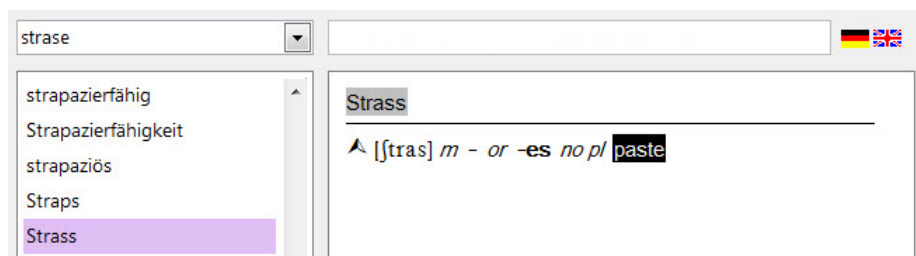 strase
strapazierfähig
Strapazierfähigkeit
strapaziös
Straps
Strass
Strass
[ʃtras] m - or -es no pl paste